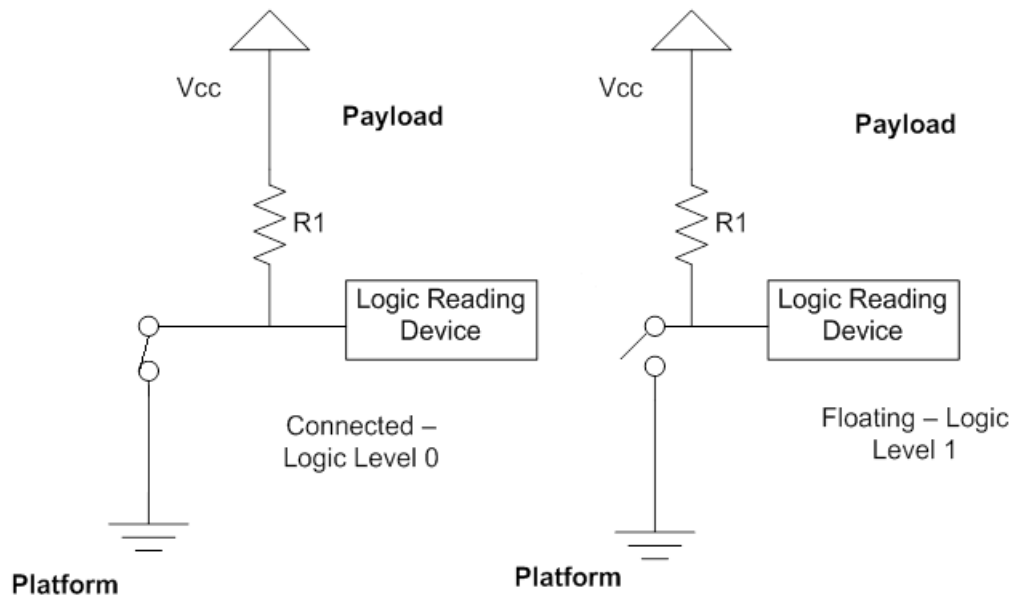 Vcc
Payload
R1
Logic Reading
Device
Connected –
Logic Level 0
Platform
Vcc
Payload
R1
Logic Reading
Device
Floating – Logic
Level 1
Platform